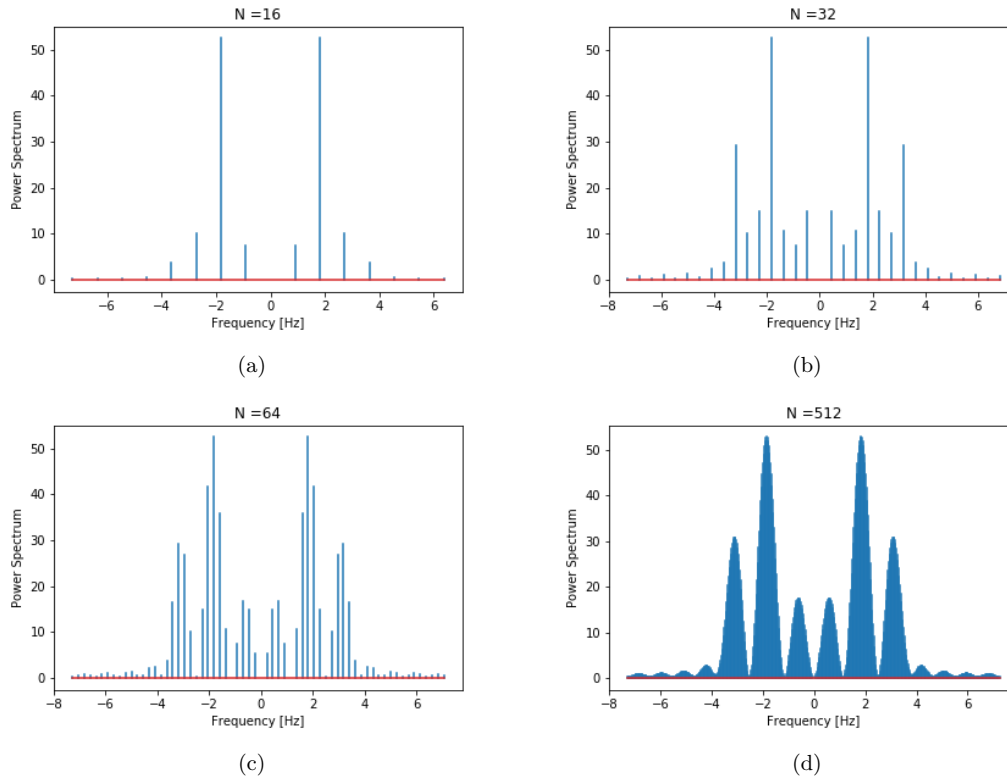 N =16
Power Spectrum
50
40
30
20
10
0
−6 −4 −2 0 2 4 6
Frequency [Hz]
(a)
N =32
Power Spectrum
50
40
30
20
10
0
−8 −6 −4 −2 0 2 4 6
Frequency [Hz]
(b)
N =64
Power Spectrum
50
40
30
20
10
0
−8 −6 −4 −2 0 2 4 6
Frequency [Hz]
(c)
N =512
Power Spectrum
50
40
30
20
10
0
−8 −6 −4 −2 0 2 4 6
Frequency [Hz]
(d)